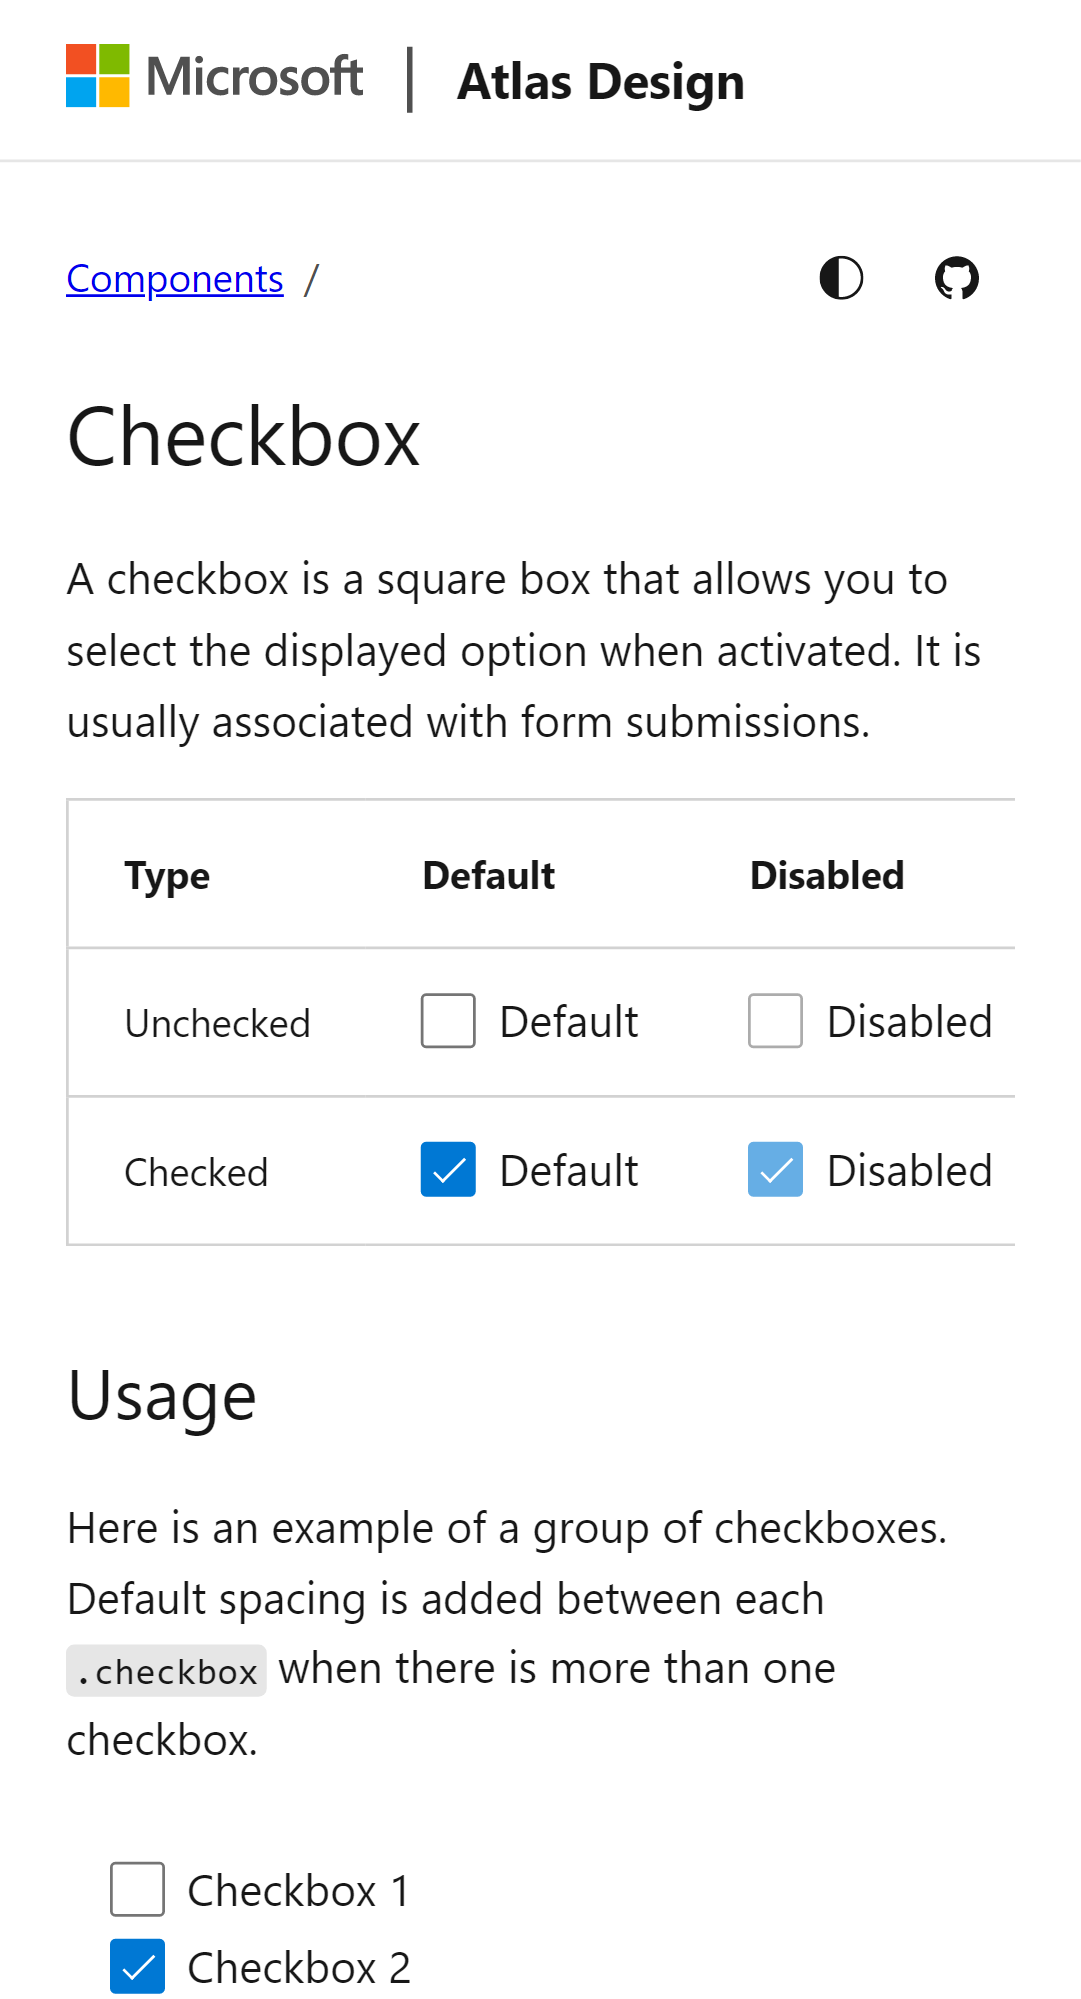 Microsoft | Atlas Design
Components /
Checkbox
A checkbox is a square box that allows you to
select the displayed option when activated. It is
usually associated with form submissions.
Type Default Disabled
Unchecked Default Disabled
Checked Default Disabled
Usage
Here is an example of a group of checkboxes.
Default spacing is added between each
.checkbox when there is more than one
checkbox.
Checkbox 1
Checkbox 2